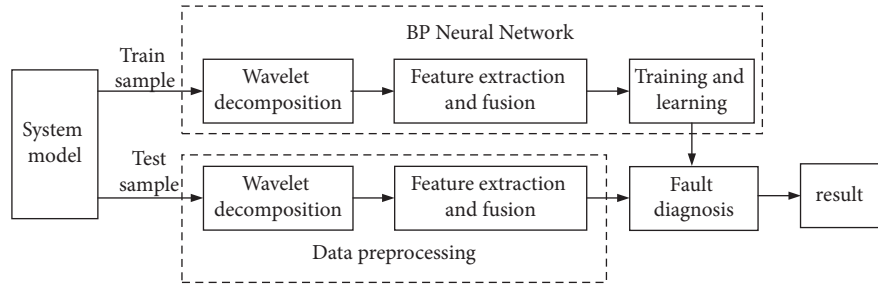 BP Neural Network
Train
sample
Wavelet
decomposition
Feature extraction
and fusion
Training and
learning
System
model
Test
sample
Wavelet
decomposition
Feature extraction
and fusion
Fault
diagnosis
result
Data preprocessing